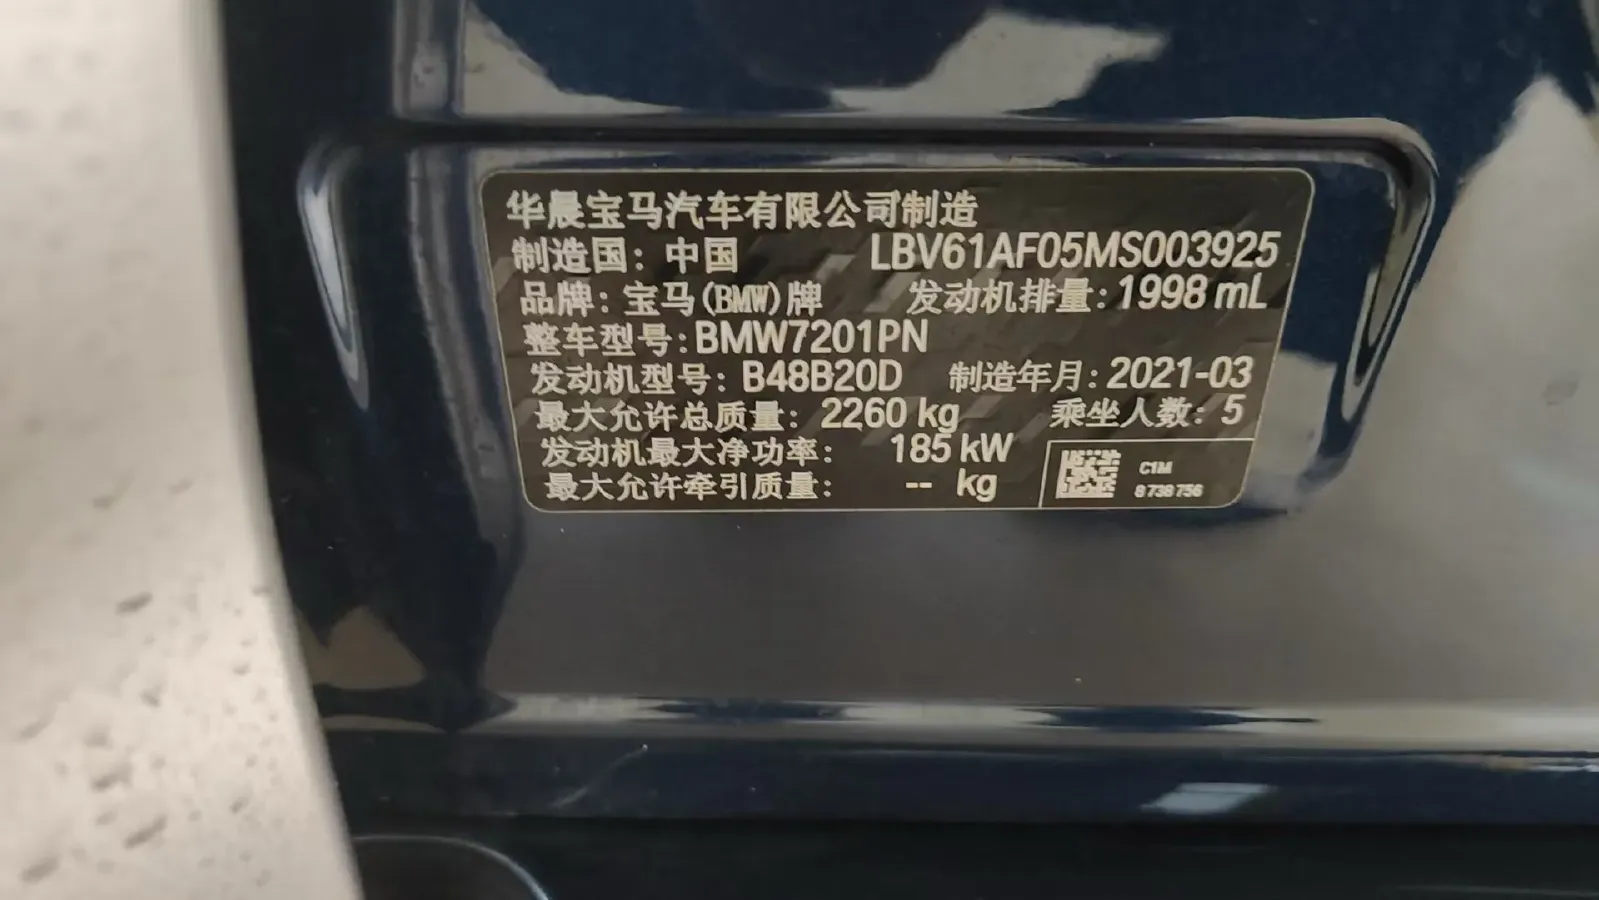 华晨宝马汽车有限公司制造
制造国：中国 LBV61AF05MS003925
品牌：宝马(BMW)牌 发动机排量：1998 mL
整车型号：BMW7201PN
发动机型号：B48B20D 制造年月：2021-03
最大允许总质量：2260 kg 乘坐人数：5
发动机最大净功率：185 kW
最大允许牵引质量：-- kg
C1M
8 738 756